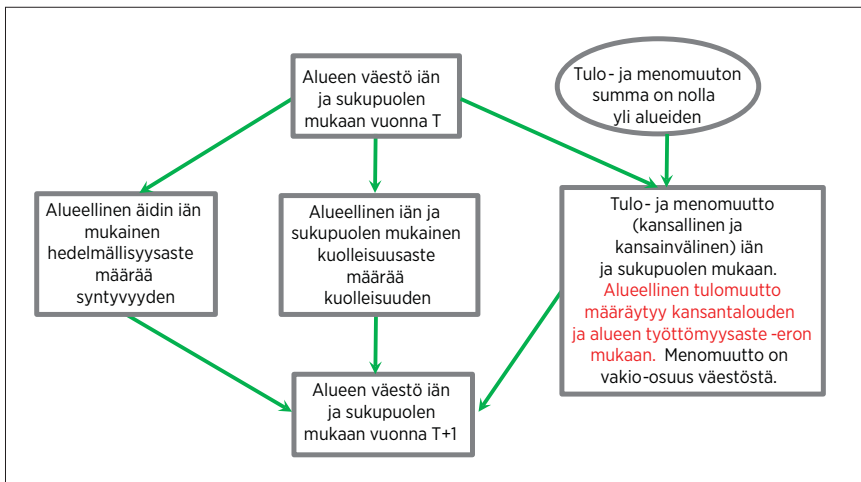 Alueen väestö iän
ja sukupuolen
mukaan vuonna T
Tulo- ja menomuuton
summa on nolla
yli alueiden
Alueellinen äidin iän
mukainen
hedelmällisyysaste
määrää
syntyvyyden
Alueellinen iän ja
sukupuolen mukainen
kuolleisuusaste
määrää
kuolleisuuden
Tulo- ja menomuutto
(kansallinen ja
kansainvälinen) iän
ja sukupuolen mukaan.
Alueellinen tulomuutto
määräytyy kansantalouden
ja alueen työttömyysaste -eron
mukaan. Menomuutto on
vakio-osuus väestöstä.
Alueen väestö iän
ja sukupuolen
mukaan vuonna T+1